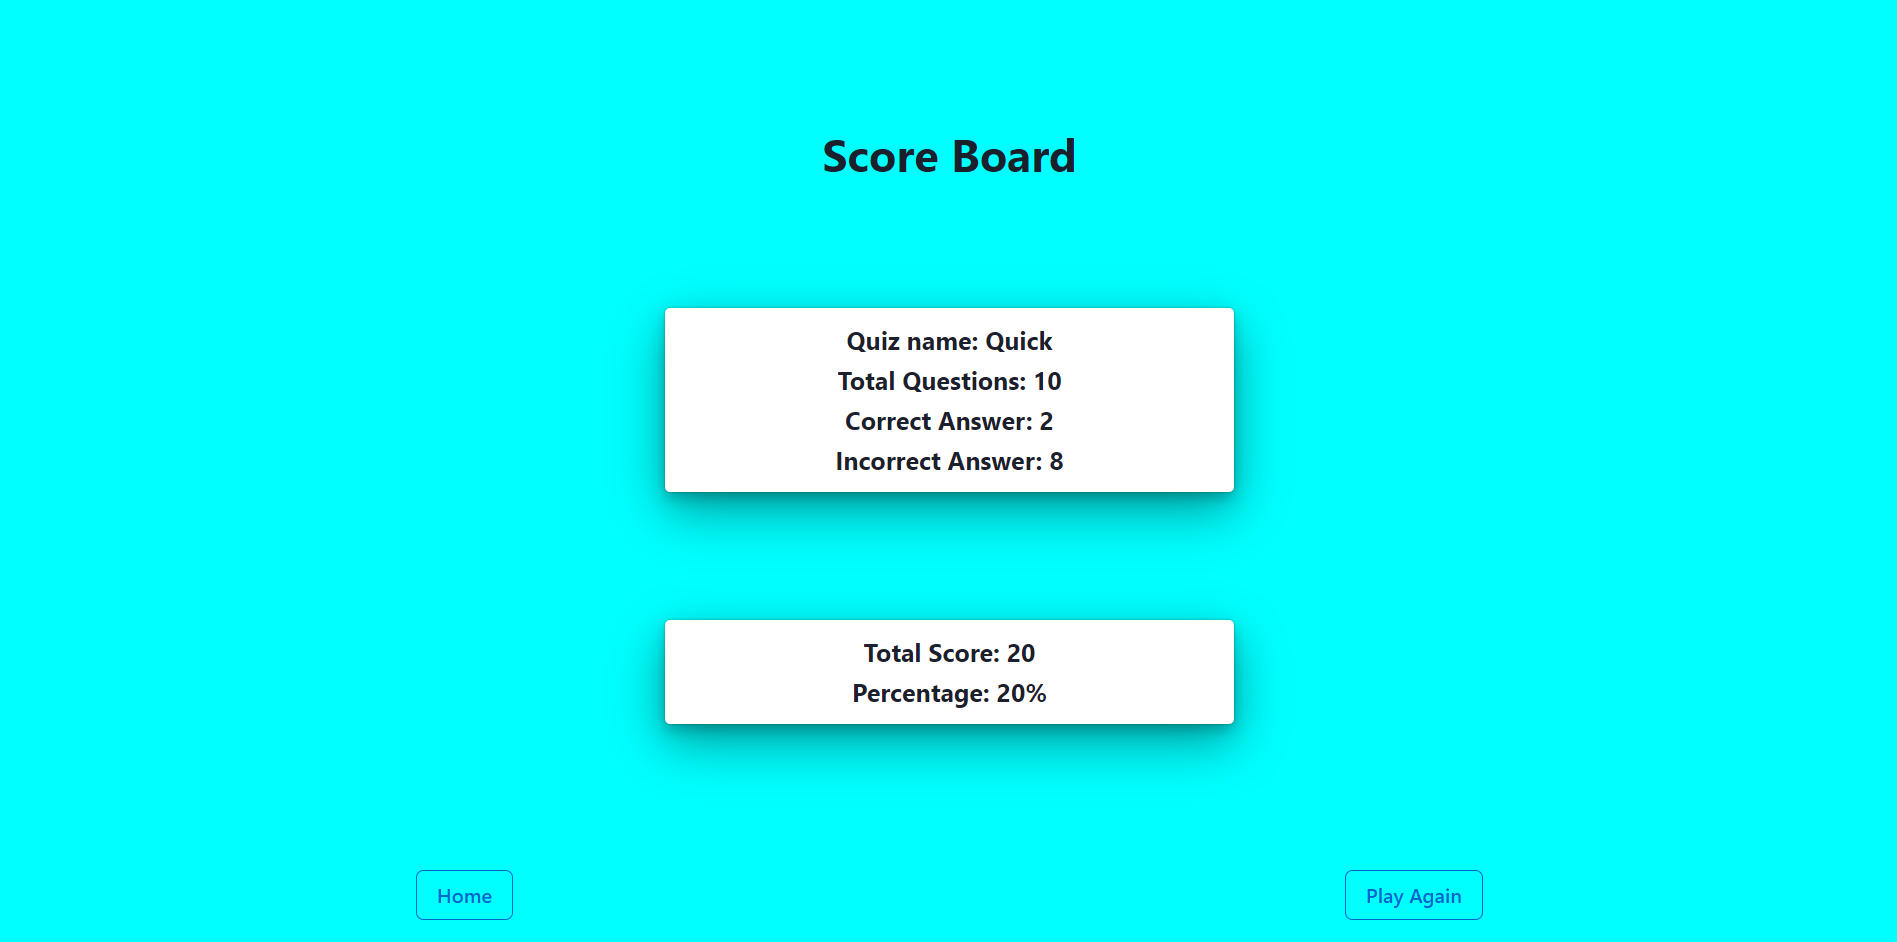 Score Board
Quiz name: Quick
Total Questions: 10
Correct Answer: 2
Incorrect Answer: 8
Total Score: 20
Percentage: 20%
Home
Play Again